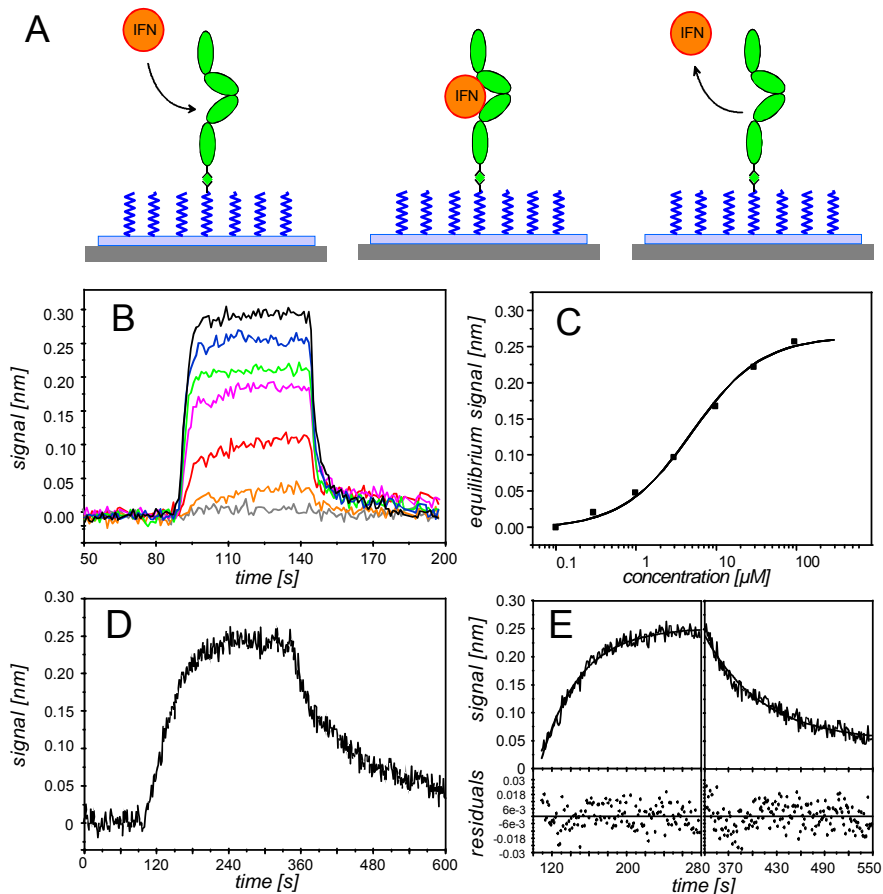 A
IFN
IFN
IFN
B
signal [nm]
0.30
0.25
0.20
0.15
0.10
0.05
0.00
50 80 110 140 170 200
time [s]
C
equilibrium signal [nm]
0.30
0.25
0.20
0.15
0.10
0.05
0.00
0.1 1 10 100
concentration [µM]
D
signal [nm]
0.30
0.25
0.20
0.15
0.10
0.05
0
0 120 240 360 480 600
time [s]
E
signal [nm]
0.30
0.25
0.20
0.15
0.10
0.05
0
residuals
0.03
0.018
6e-3
-6e-3
-0.018
-0.03
120 200 280 370 430 490 550
time [s]